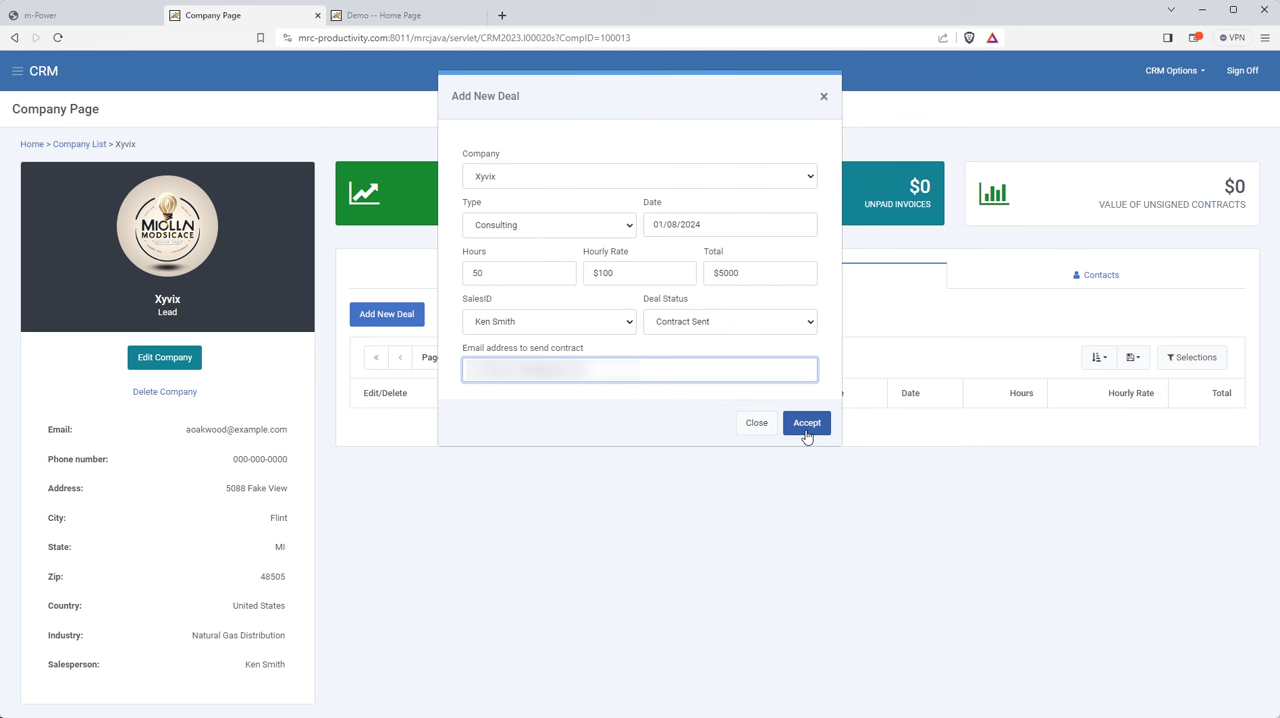 m-Power
Company Page
Demo -- Home Page
mrc-productivity.com:8011/mrcjava/servlet/CRM2023.I00020s?CompID=100013
VPN
CRM
CRM Options
Sign Off
Company Page
Home > Company List > Xyvix
MIOLLN
MODSICACE
Xyvix
Lead
Edit Company
Delete Company
Email: aoakwood@example.com
Phone number: 000-000-0000
Address: 5088 Fake View
City: Flint
State: MI
Zip: 48505
Country: United States
Industry: Natural Gas Distribution
Salesperson: Ken Smith
$0
UNPAID INVOICES
$0
VALUE OF UNSIGNED CONTRACTS
Contacts
Add New Deal
Page
Selections
Edit/Delete
Date
Hours
Hourly Rate
Total
Add New Deal
Company
Xyvix
Type
Date
Consulting
01/08/2024
Hours
Hourly Rate
Total
50
$100
$5000
SalesID
Deal Status
Ken Smith
Contract Sent
Email address to send contract
Close
Accept